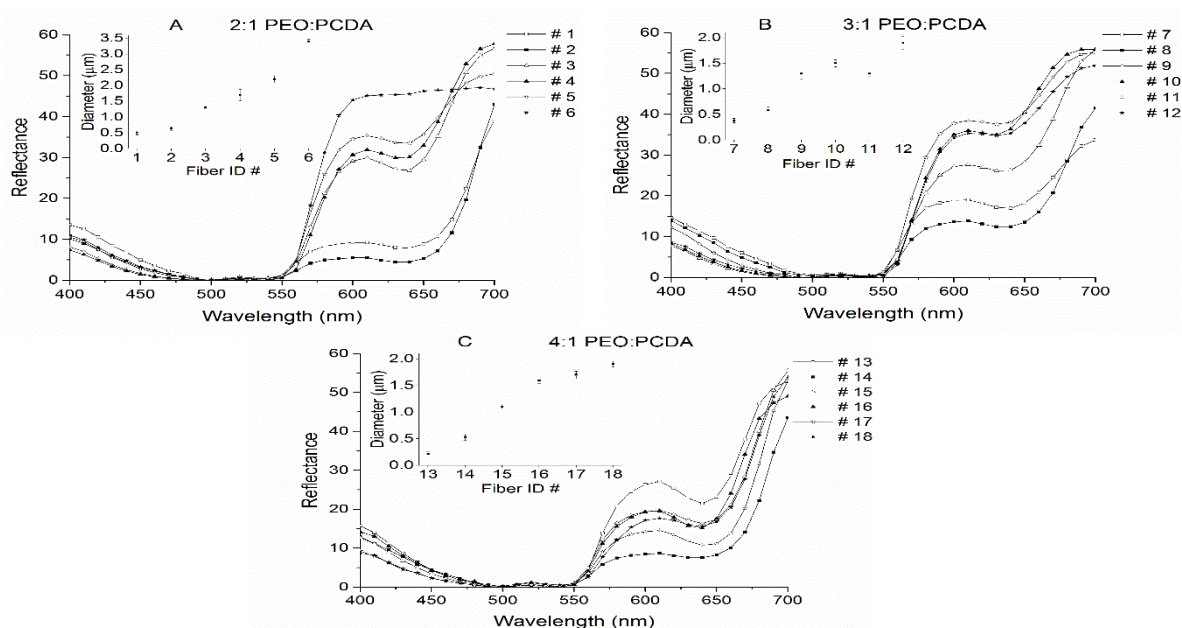 A 2:1 PEO:PCDA
60
50
40
30
20
10
0
Reflectance
400 450 500 550 600 650 700
Wavelength (nm)
3.5
3.0
2.5
2.0
1.5
1.0
0.5
0.0
Diameter (μm)
1 2 3 4 5 6
Fiber ID #
# 1
# 2
# 3
# 4
# 5
# 6
B 3:1 PEO:PCDA
60
50
40
30
20
10
0
Reflectance
400 450 500 550 600 650 700
Wavelength (nm)
2.0
1.5
1.0
0.5
0.0
Diameter (μm)
7 8 9 10 11 12
Fiber ID #
# 7
# 8
# 9
# 10
# 11
# 12
C 4:1 PEO:PCDA
60
50
40
30
20
10
0
Reflectance
400 450 500 550 600 650 700
Wavelength (nm)
2.0
1.5
1.0
0.5
0.0
Diameter (μm)
13 14 15 16 17 18
Fiber ID #
# 13
# 14
# 15
# 16
# 17
# 18